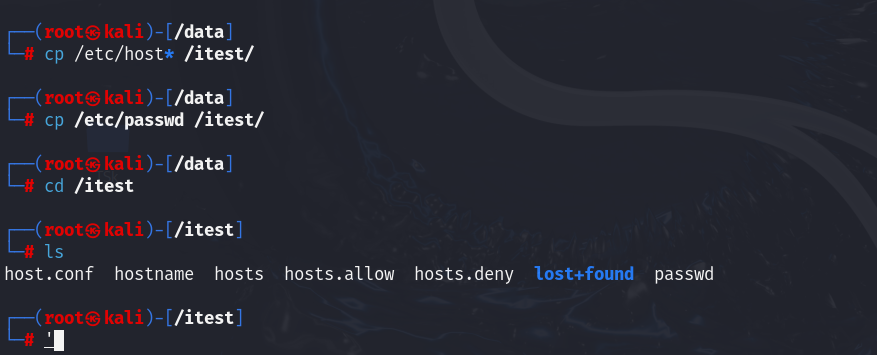 ┌──(root㉿kali)-[/data]
└─# cp /etc/host* /itest/
┌──(root㉿kali)-[/data]
└─# cp /etc/passwd /itest/
┌──(root㉿kali)-[/data]
└─# cd /itest
┌──(root㉿kali)-[/itest]
└─# ls
host.conf  hostname  hosts  hosts.allow  hosts.deny  lost+found  passwd
┌──(root㉿kali)-[/itest]
└─# '